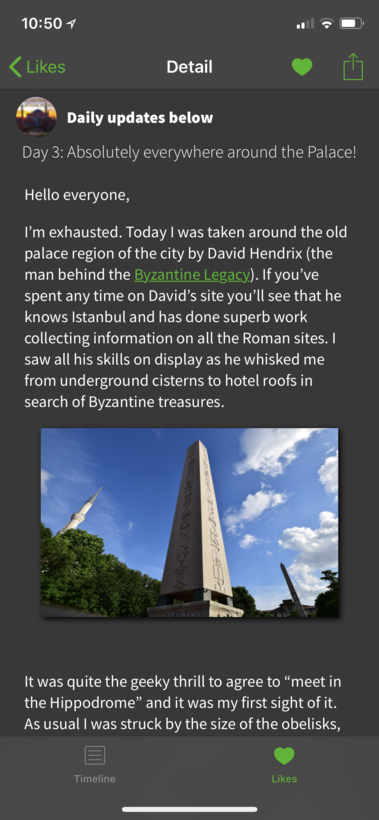 10:50
Likes
Detail
Daily updates below
Day 3: Absolutely everywhere around the Palace!
Hello everyone,
I’m exhausted. Today I was taken around the old
palace region of the city by David Hendrix (the
man behind the Byzantine Legacy). If you’ve
spent any time on David’s site you’ll see that he
knows Istanbul and has done superb work
collecting information on all the Roman sites. I
saw all his skills on display as he whisked me
from underground cisterns to hotel roofs in
search of Byzantine treasures.
It was quite the geeky thrill to agree to “meet in
the Hippodrome” and it was my first sight of it.
As usual I was struck by the size of the obelisks,
Timeline
Likes